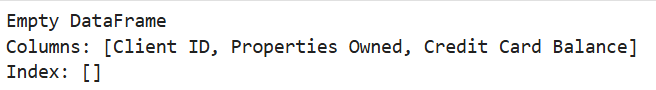 Empty DataFrame
Columns: [Client ID, Properties Owned, Credit Card Balance]
Index: []